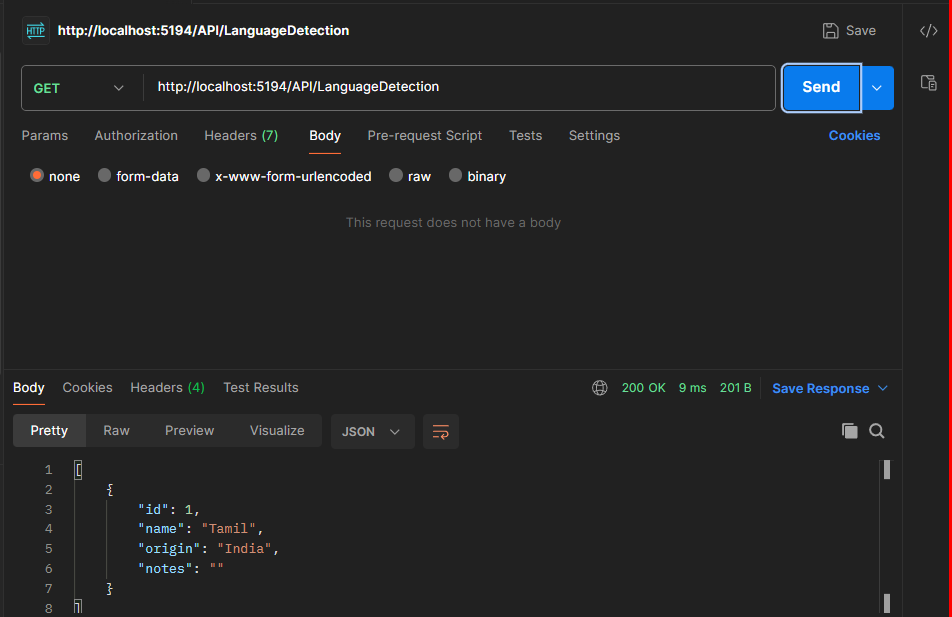 HTTP http://localhost:5194/API/LanguageDetection Save
GET http://localhost:5194/API/LanguageDetection Send
Params Authorization Headers (7) Body Pre-request Script Tests Settings Cookies
none form-data x-www-form-urlencoded raw binary
This request does not have a body
Body Cookies Headers (4) Test Results 200 OK 9 ms 201 B Save Response
Pretty Raw Preview Visualize JSON
1 [
2 {
3 "id": 1,
4 "name": "Tamil",
5 "origin": "India",
6 "notes": ""
7 }
8 ]